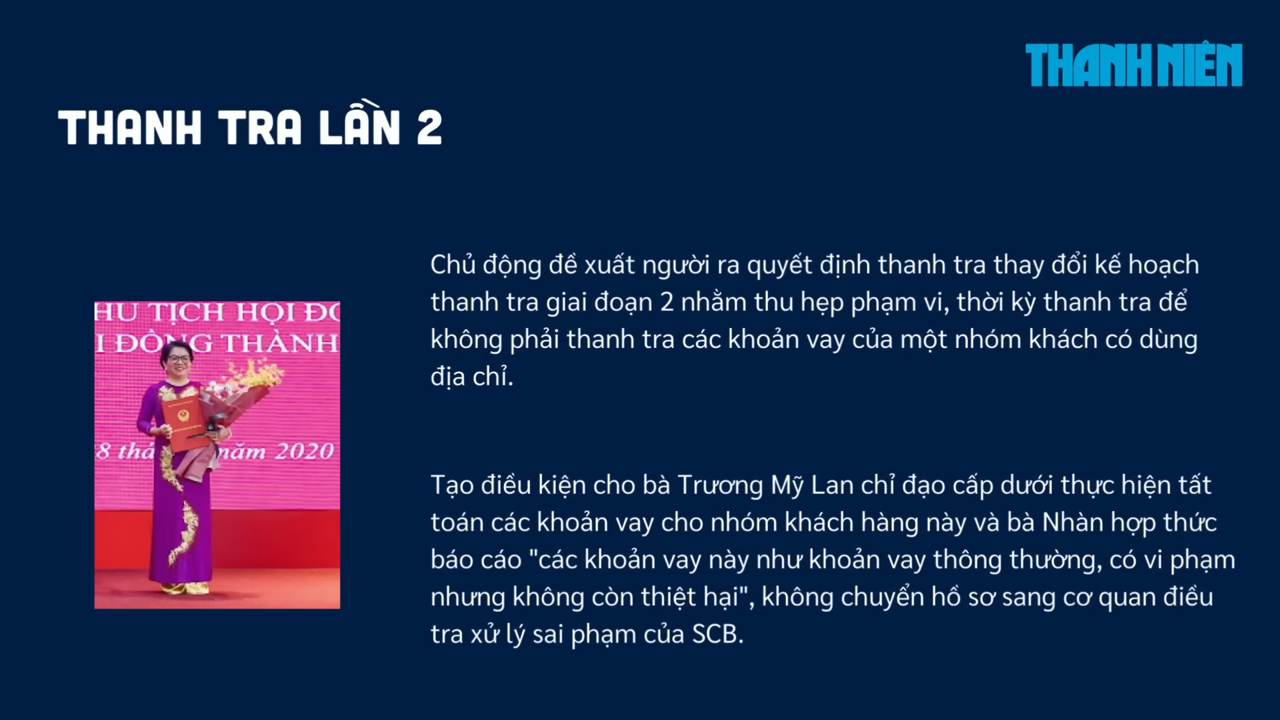 THANH NIÊN
THANH TRA LẦN 2
Chủ động đề xuất người ra quyết định thanh tra thay đổi kế hoạch
thanh tra giai đoạn 2 nhằm thu hẹp phạm vi, thời kỳ thanh tra để
không phải thanh tra các khoản vay của một nhóm khách có dùng
địa chỉ.
HU TỊCH HỘI ĐO
I ĐỒNG THÀNH
8 thá năm 2020
Tạo điều kiện cho bà Trương Mỹ Lan chỉ đạo cấp dưới thực hiện tất
toán các khoản vay cho nhóm khách hàng này và bà Nhàn hợp thức
báo cáo "các khoản vay này như khoản vay thông thường, có vi phạm
nhưng không còn thiệt hại", không chuyển hồ sơ sang cơ quan điều
tra xử lý sai phạm của SCB.